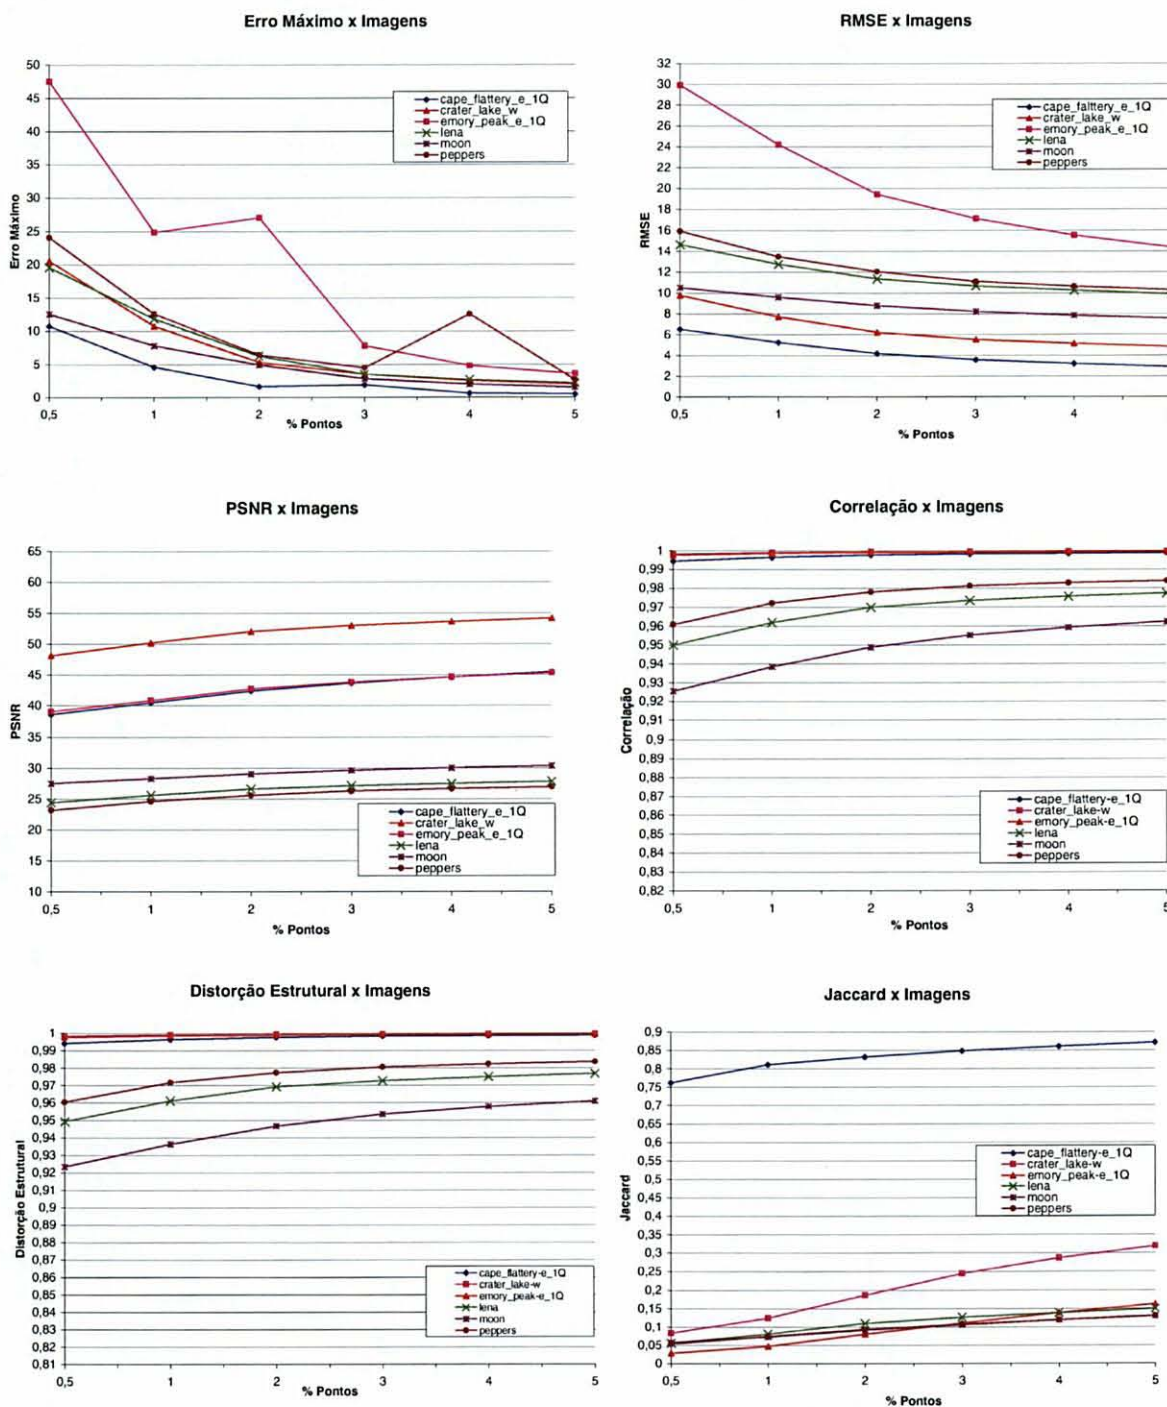 Erro Máximo x Imagens
50
45
40
35
30
25
20
15
10
5
0
Erro Máximo
cape_flattery_e_1Q
crater_lake_w
emory_peak_e_1Q
lena
moon
peppers
0,5 1 2 3 4 5
% Pontos
RMSE x Imagens
32
30
28
26
24
22
20
18
16
14
12
10
8
6
4
2
0
RMSE
cape_falttery_e_1Q
crater_lake_w
emory_peak_e_1Q
lena
moon
peppers
0,5 1 2 3 4
% Pontos
PSNR x Imagens
65
60
55
50
45
40
35
30
25
20
15
10
PSNR
cape_flattery_e_1Q
crater_lake_w
emory_peak_e_1Q
lena
moon
peppers
0,5 1 2 3 4 5
% Pontos
Correlação x Imagens
1
0,99
0,98
0,97
0,96
0,95
0,94
0,93
0,92
0,91
0,9
0,89
0,88
0,87
0,86
0,85
0,84
0,83
0,82
Correlação
cape_flattery-e_1Q
crater_lake-w
emory_peak-e_1Q
lena
moon
peppers
0,5 1 2 3 4 5
% Pontos
Distorção Estrutural x Imagens
1
0,99
0,98
0,97
0,96
0,95
0,94
0,93
0,92
0,91
0,9
0,89
0,88
0,87
0,86
0,85
0,84
0,83
0,82
0,81
Distorção Estrutural
cape_flattery-e_1Q
crater_lake-w
emory_peak-e_1Q
lena
moon
peppers
0,5 1 2 3 4 5
% Pontos
Jaccard x Imagens
0,9
0,85
0,8
0,75
0,7
0,65
0,6
0,55
0,5
0,45
0,4
0,35
0,3
0,25
0,2
0,15
0,1
0,05
0
Jaccard
cape_flattery-e_1Q
crater_lake-w
emory_peak-e_1Q
lena
moon
peppers
0,5 1 2 3 4 5
% Pontos